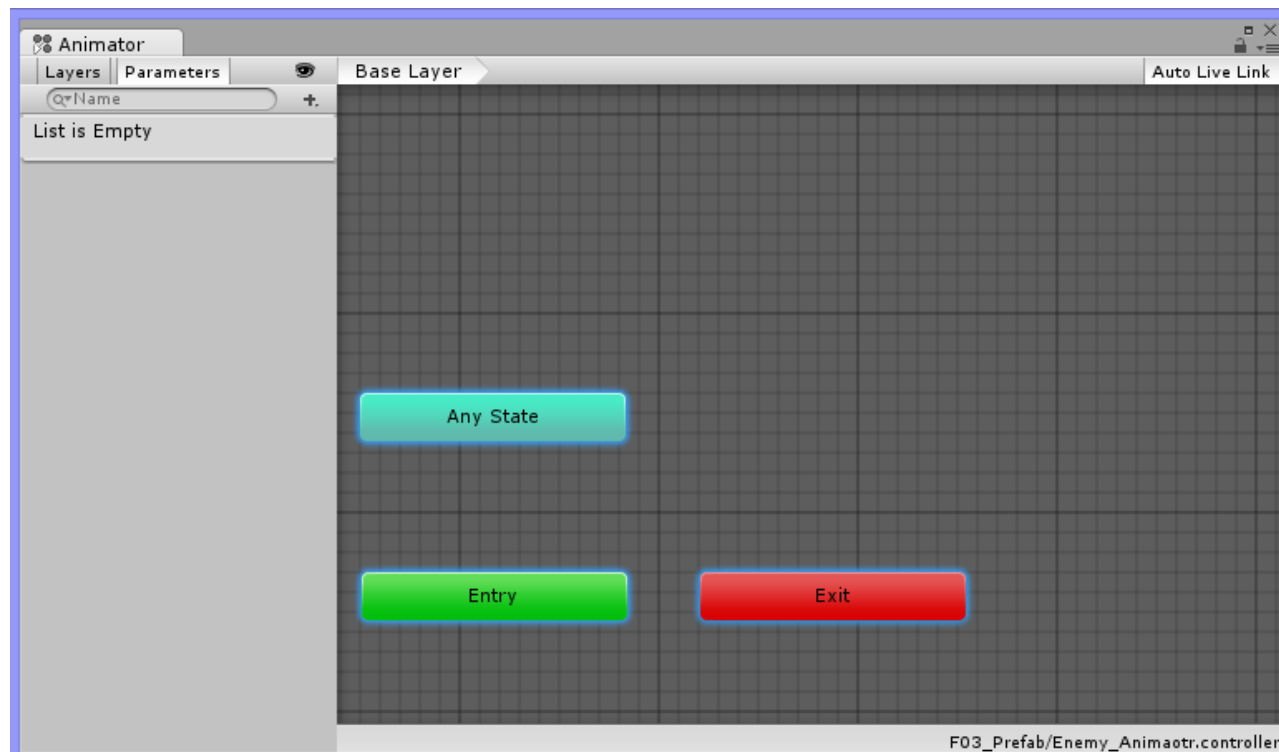 Animator
Layers Parameters Base Layer Auto Live Link
Name
List is Empty
Any State
Entry Exit
F03_Prefab/Enemy_Animaotr.controller